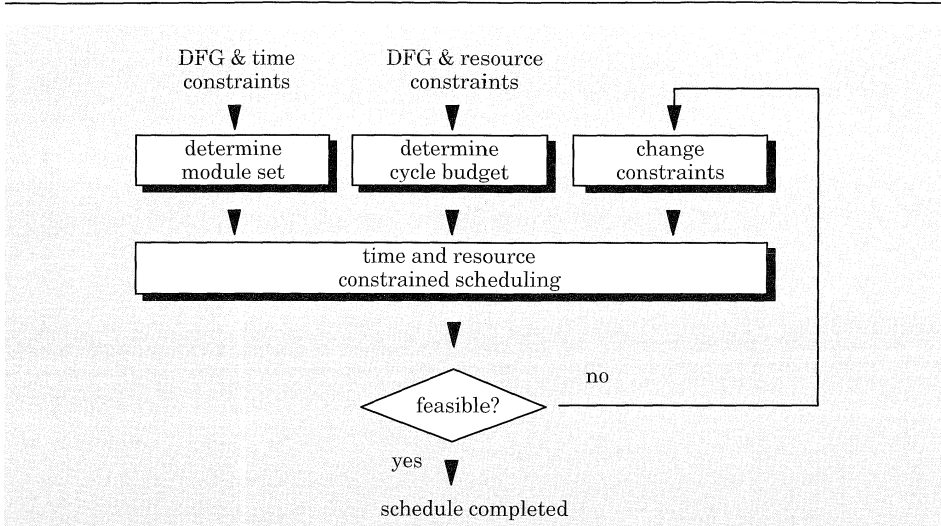 DFG & time
constraints
DFG & resource
constraints
determine
module set
determine
cycle budget
change
constraints
time and resource
constrained scheduling
feasible?
no
yes
schedule completed